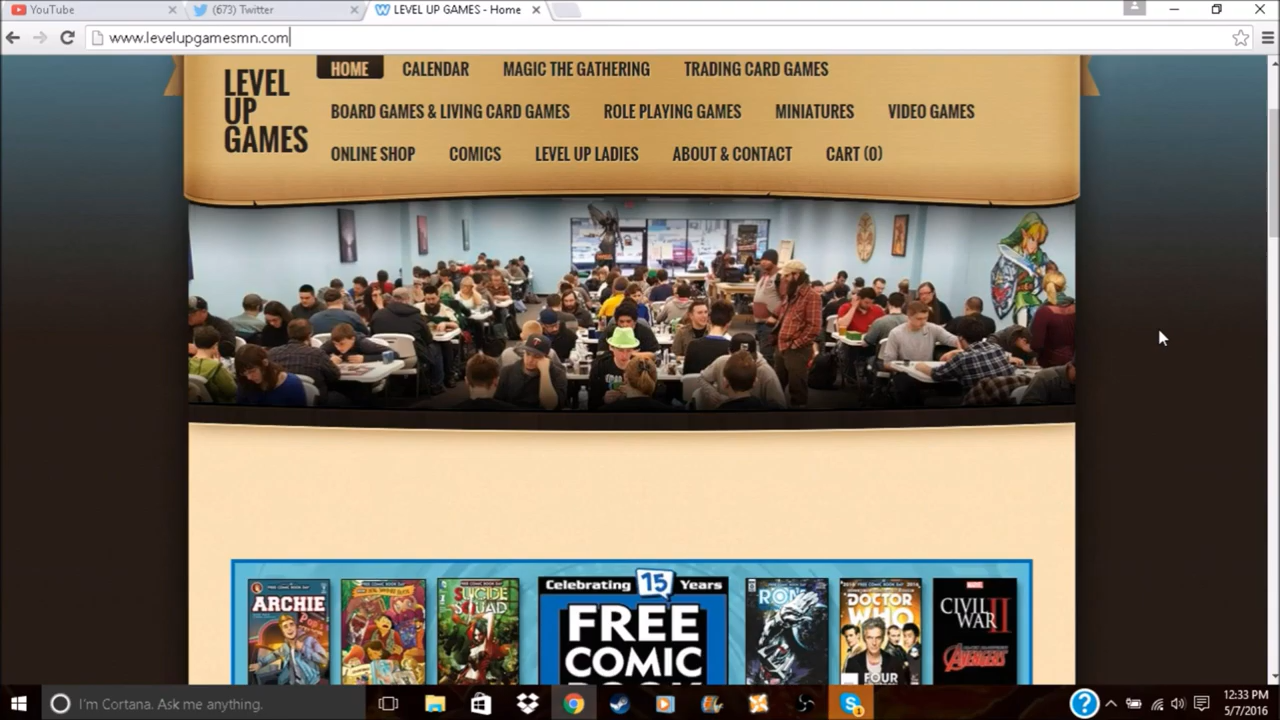 YouTube
(673) Twitter
LEVEL UP GAMES - Home
www.levelupgamesmn.com
LEVEL
UP
GAMES
HOME CALENDAR MAGIC THE GATHERING TRADING CARD GAMES
BOARD GAMES & LIVING CARD GAMES ROLE PLAYING GAMES MINIATURES VIDEO GAMES
ONLINE SHOP COMICS LEVEL UP LADIES ABOUT & CONTACT CART (0)
Celebrating 15 Years
FREE
COMIC
ARCHIE
SUICIDE
SQUAD
DOCTOR
WHO
FOUR
MARVEL
CIVIL
WAR II
AVENGERS
I'm Cortana. Ask me anything.
1
12:33 PM
5/7/2016